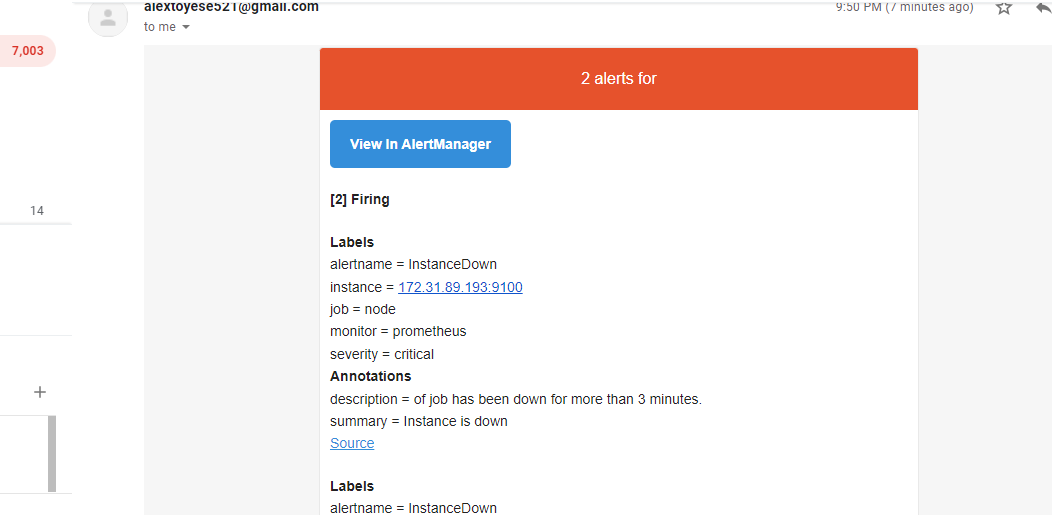 alextoyese521@gmail.com
9:50 PM (7 minutes ago)
to me
7,003
2 alerts for
View In AlertManager
[2] Firing
14
Labels
alertname = InstanceDown
instance = 172.31.89.193:9100
job = node
monitor = prometheus
severity = critical
Annotations
description = of job has been down for more than 3 minutes.
summary = Instance is down
Source
Labels
alertname = InstanceDown